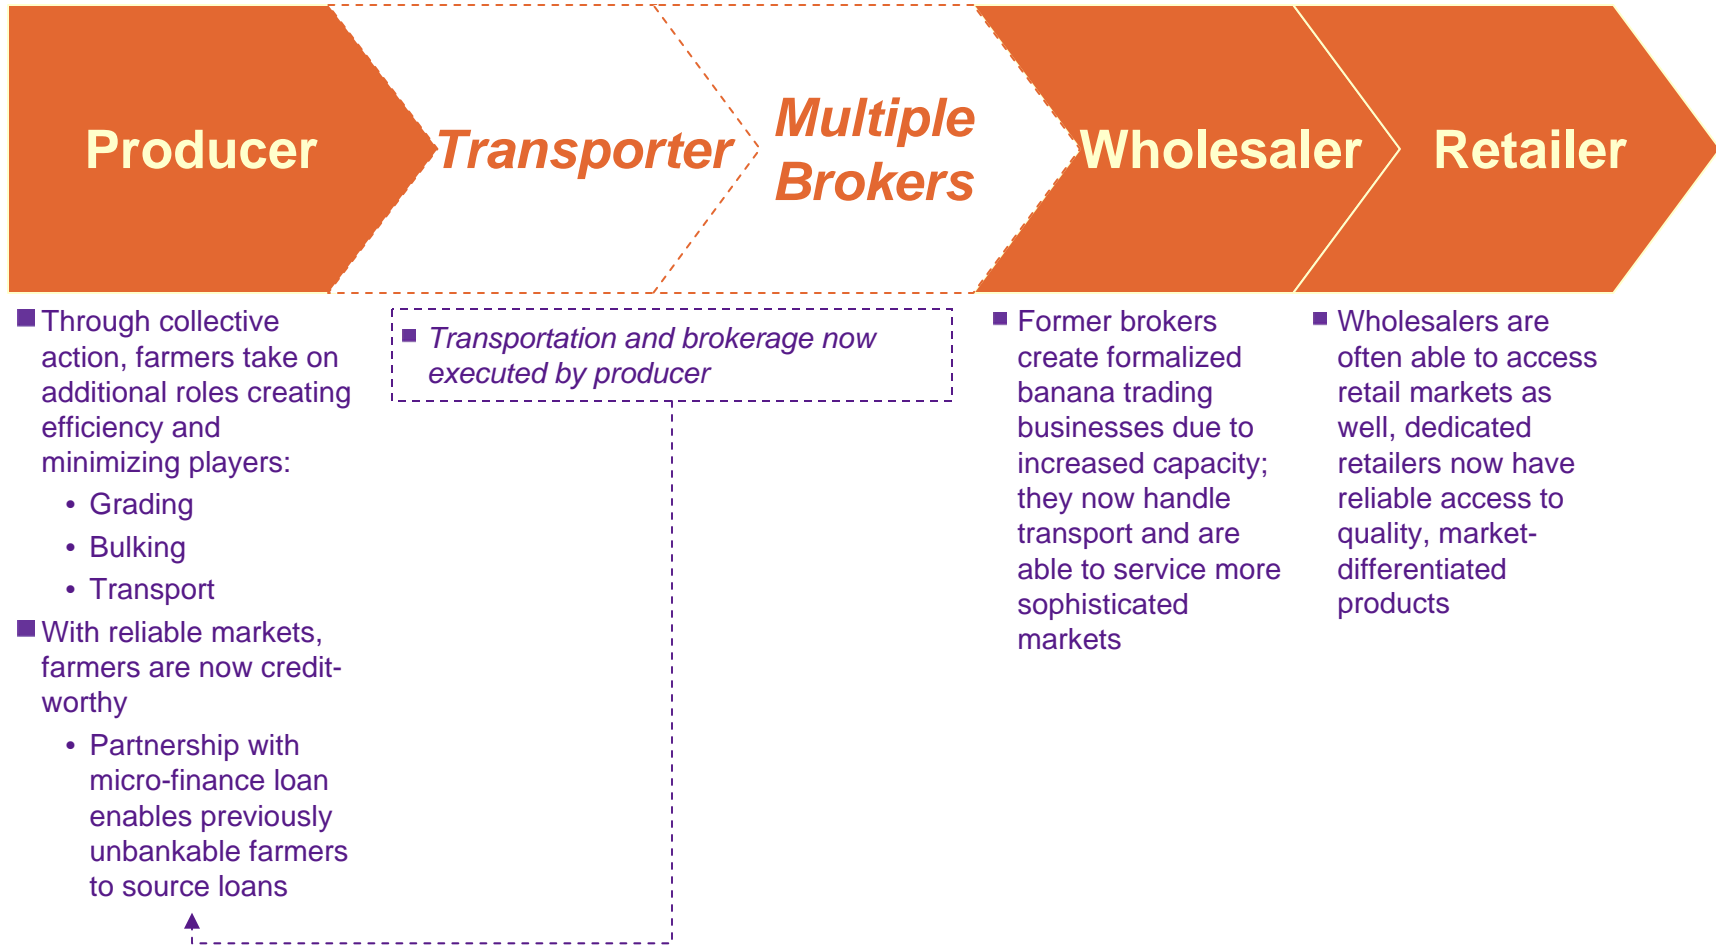 Producer
Transporter
Multiple
Brokers
Wholesaler
Retailer
Through collective
action, farmers take on
additional roles creating
efficiency and
minimizing players:
• Grading
• Bulking
• Transport
With reliable markets,
farmers are now credit-
worthy
• Partnership with
micro-finance loan
enables previously
unbankable farmers
to source loans
Transportation and brokerage now
executed by producer
Former brokers
create formalized
banana trading
businesses due to
increased capacity;
they now handle
transport and are
able to service more
sophisticated
markets
Wholesalers are
often able to access
retail markets as
well, dedicated
retailers now have
reliable access to
quality, market-
differentiated
products